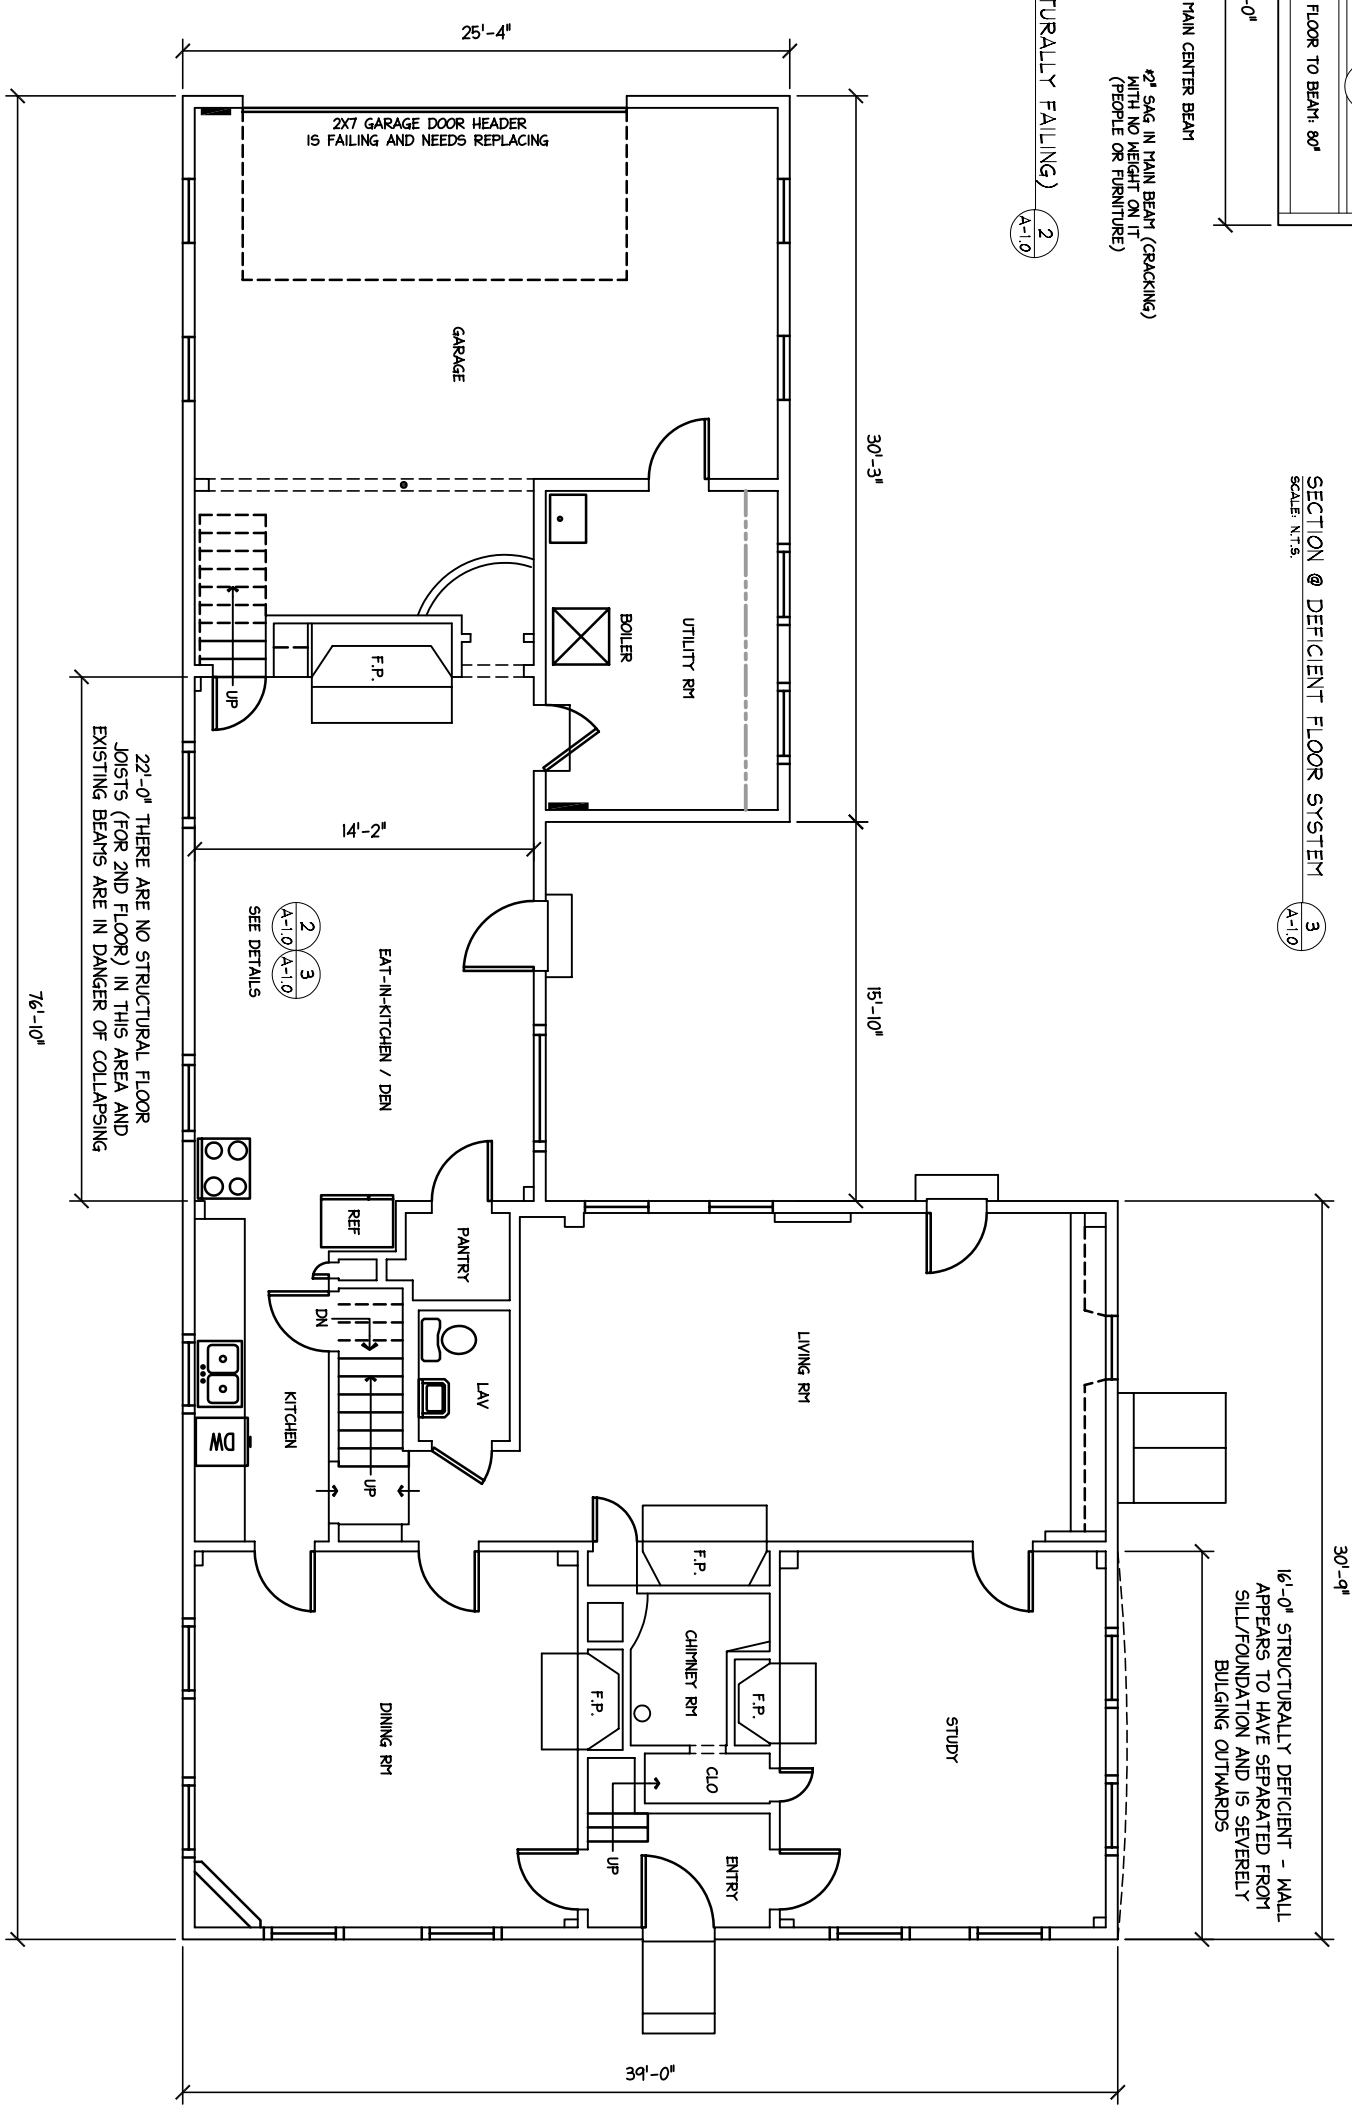 25'-4"
-0"
FLOOR TO BEAM: 80"
MAIN CENTER BEAM
±2" SAG IN MAIN BEAM (CRACKING)
WITH NO WEIGHT ON IT
(PEOPLE OR FURNITURE)
TURALLY FAILING)
2
A-1.0
SECTION @ DEFICIENT FLOOR SYSTEM
SCALE: N.T.S.
3
A-1.0
2X7 GARAGE DOOR HEADER
IS FAILING AND NEEDS REPLACING
GARAGE
30'-3"
15'-10"
UTILITY RM
BOILER
F.P.
UP
14'-2"
2
A-1.0
3
A-1.0
SEE DETAILS
EAT-IN-KITCHEN / DEN
22'-0" THERE ARE NO STRUCTURAL FLOOR
JOISTS (FOR 2ND FLOOR) IN THIS AREA AND
EXISTING BEAMS ARE IN DANGER OF COLLAPSING
76'-10"
REF
PANTRY
DN
LAV
KITCHEN
DW
UP
LIVING RM
30'-9"
16'-0" STRUCTURALLY DEFICIENT - WALL
APPEARS TO HAVE SEPARATED FROM
SILL/FOUNDATION AND IS SEVERELY
BULGING OUTWARDS
F.P.
CHIMNEY RM
F.P.
F.P.
STUDY
DINING RM
CLO
UP
ENTRY
39'-0"